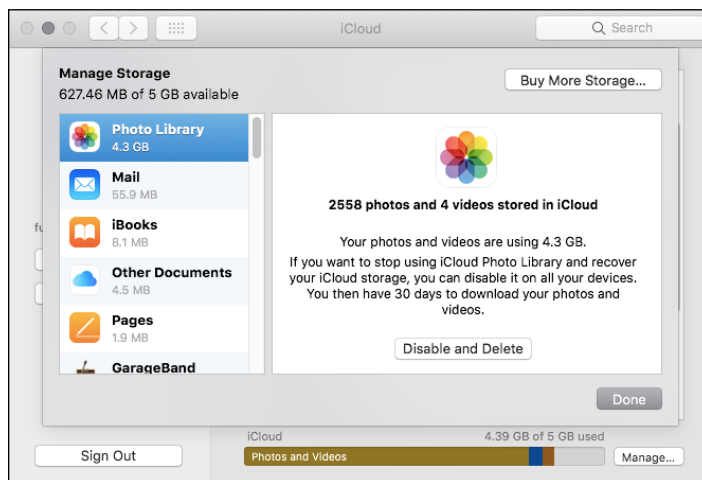 iCloud
Search
Manage Storage
627.46 MB of 5 GB available
Buy More Storage...
Photo Library
4.3 GB
Mail
55.9 MB
iBooks
8.1 MB
Other Documents
4.5 MB
Pages
1.9 MB
GarageBand
2558 photos and 4 videos stored in iCloud
Your photos and videos are using 4.3 GB.
If you want to stop using iCloud Photo Library and recover
your iCloud storage, you can disable it on all your devices.
You then have 30 days to download your photos and
videos.
Disable and Delete
Done
Sign Out
iCloud
4.39 GB of 5 GB used
Photos and Videos
Manage...